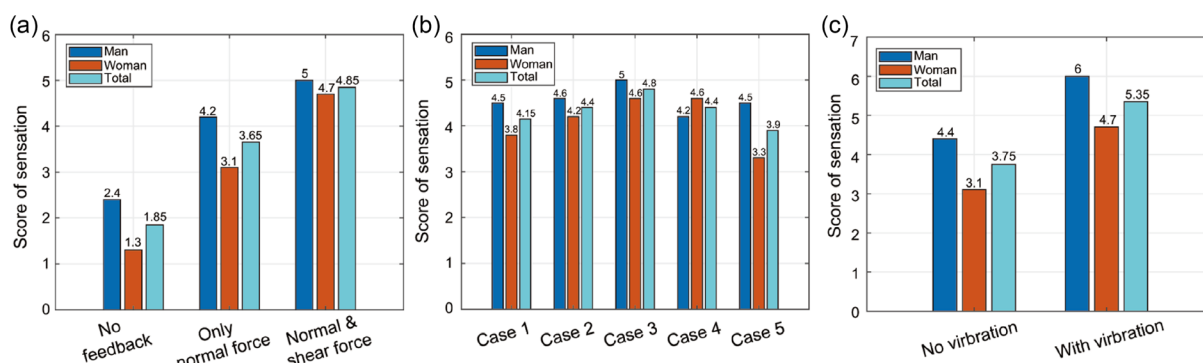 (a)
Score of sensation
6
5
4
3
2
1
0
Man
Woman
Total
2.4
1.3
1.85
4.2
3.1
3.65
5
4.7
4.85
No
feedback
Only
normal force
Normal &
shear force
(b)
Score of sensation
6
5
4
3
2
1
0
Man
Woman
Total
4.5
3.8
4.15
4.6
4.2
4.4
5
4.6
4.8
4.2
4.6
4.4
4.5
3.3
3.9
Case 1
Case 2
Case 3
Case 4
Case 5
(c)
Score of sensation
7
6
5
4
3
2
1
0
Man
Woman
Total
4.4
3.1
3.75
6
4.7
5.35
No virbration
With virbration